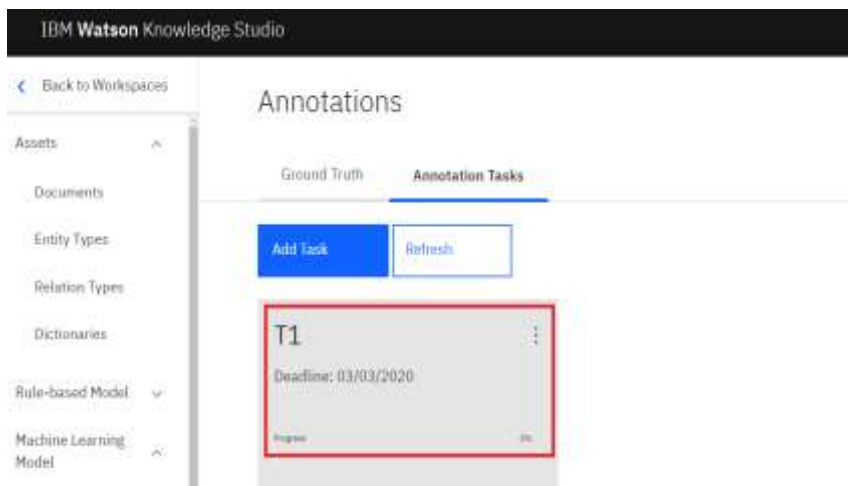 IBM Watson Knowledge Studio
Back to Workspaces
Annotations
Assets
Ground Truth
Annotation Tasks
Documents
Entity Types
Add Task
Refresh
Relation Types
T1
Dictionaries
Deadline: 03/03/2020
Rule-based Model
Progress
Machine Learning
Model